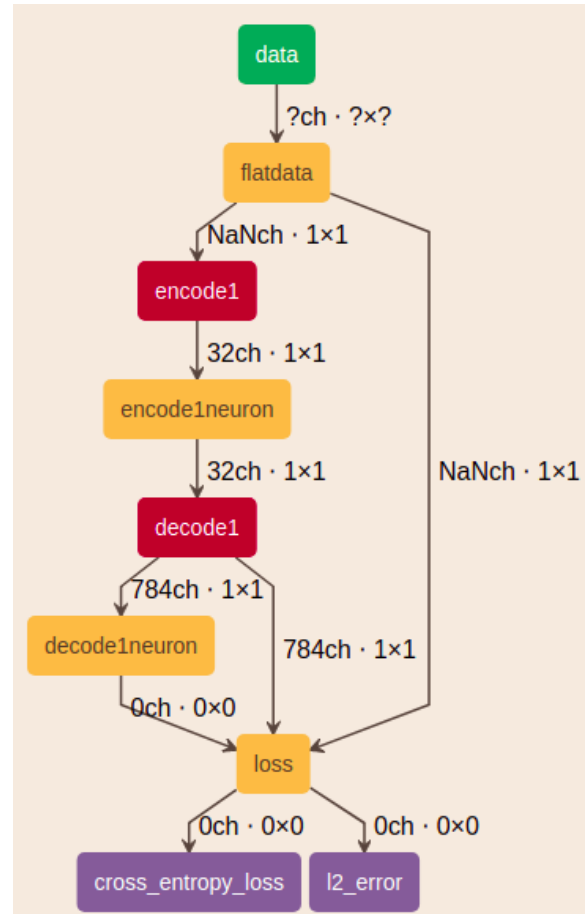 data
?ch · ?×?
flatdata
NaNch · 1×1
encode1
32ch · 1×1
encode1neuron
32ch · 1×1
NaNch · 1×1
decode1
784ch · 1×1
decode1neuron
784ch · 1×1
0ch · 0×0
loss
0ch · 0×0
0ch · 0×0
cross_entropy_loss
l2_error